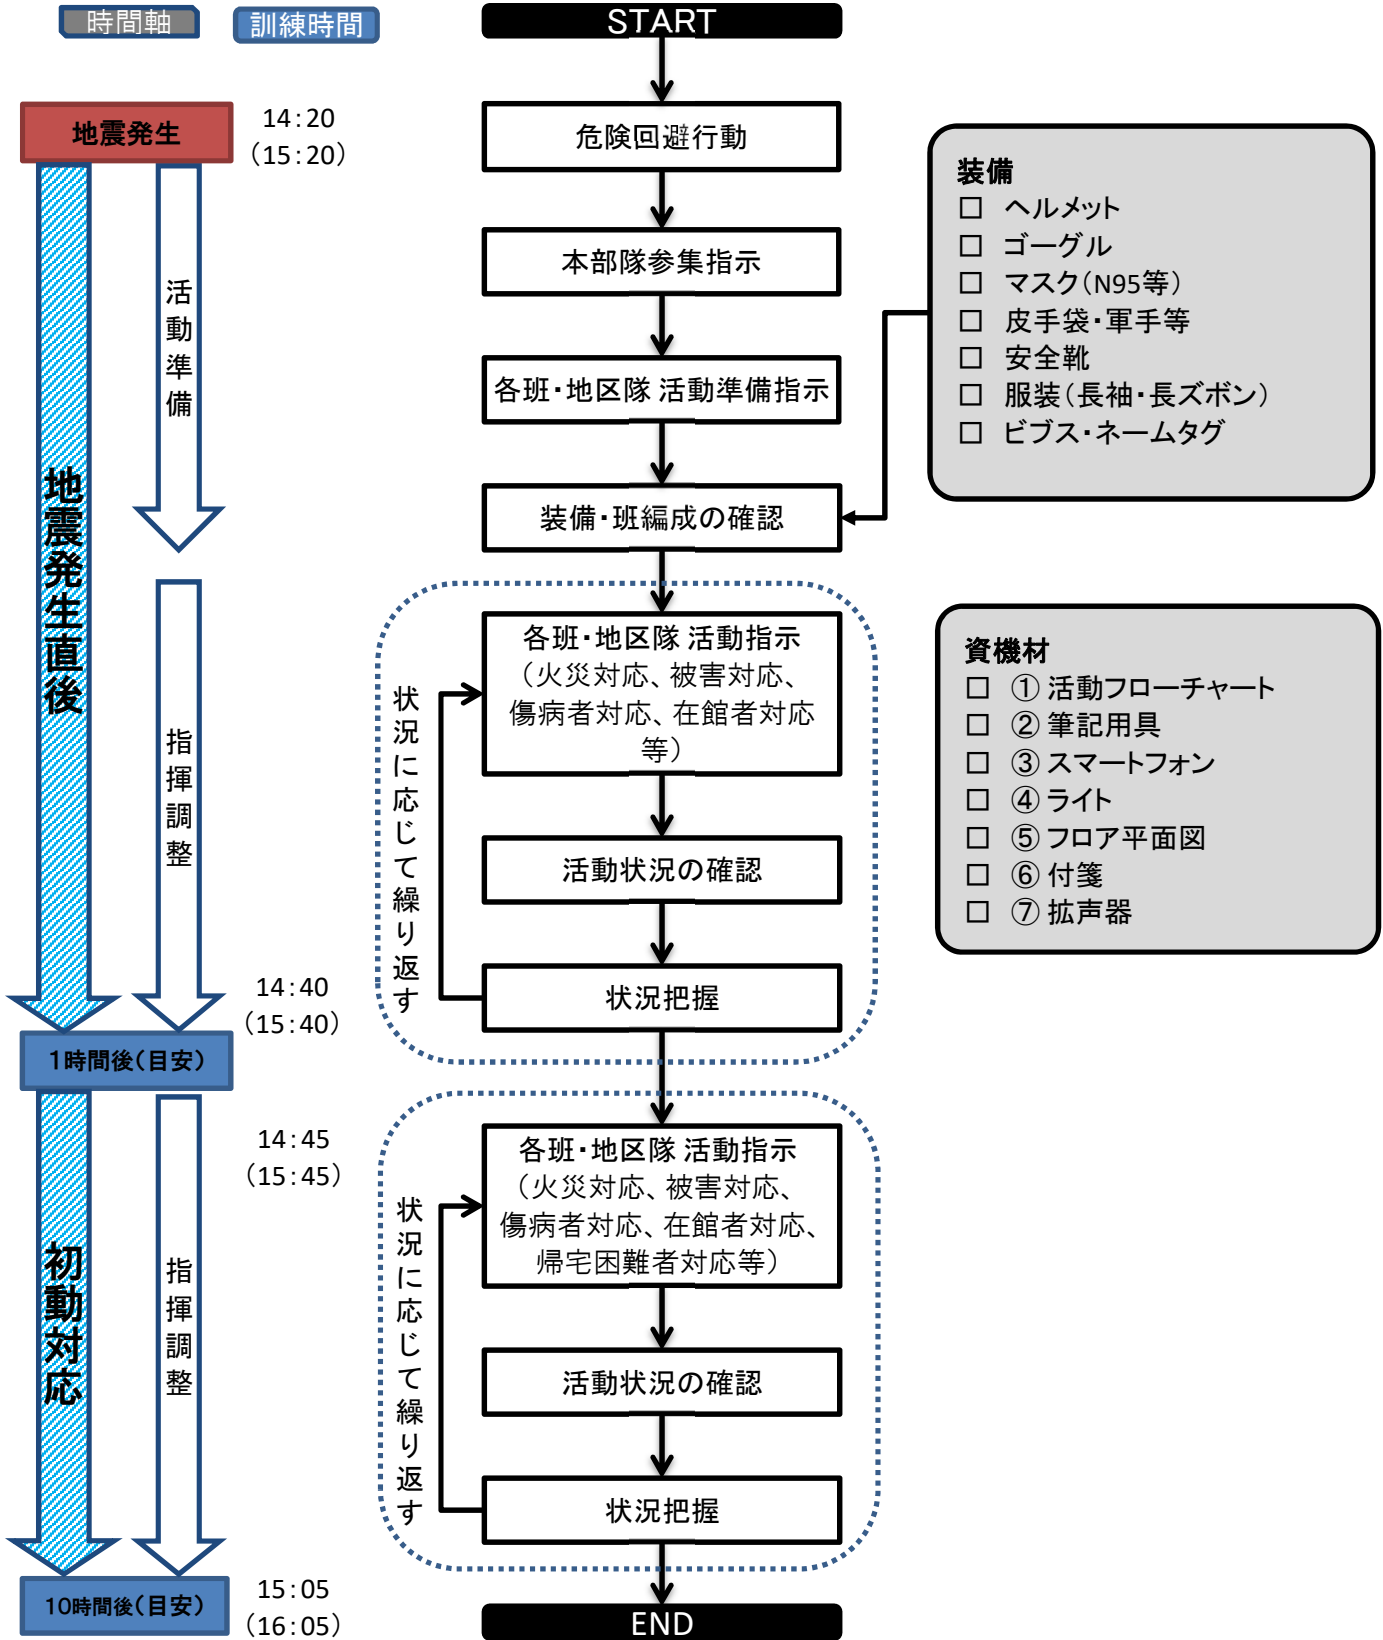 時間軸
訓練時間
START
地震発生
14:20
(15:20)
危険回避行動
本部隊参集指示
各班・地区隊 活動準備指示
装備・班編成の確認
装備
□ ヘルメット
□ ゴーグル
□ マスク(N95等)
□ 皮手袋・軍手等
□ 安全靴
□ 服装(長袖・長ズボン)
□ ビブス・ネームタグ
活動準備
地震発生直後
指揮調整
状況に応じて繰り返す
各班・地区隊 活動指示
(火災対応、被害対応、
傷病者対応、在館者対応
等)
活動状況の確認
状況把握
資機材
□ ① 活動フローチャート
□ ② 筆記用具
□ ③ スマートフォン
□ ④ ライト
□ ⑤ フロア平面図
□ ⑥ 付箋
□ ⑦ 拡声器
14:40
(15:40)
1時間後(目安)
14:45
(15:45)
初動対応
指揮調整
状況に応じて繰り返す
各班・地区隊 活動指示
(火災対応、被害対応、
傷病者対応、在館者対応、
帰宅困難者対応等)
活動状況の確認
状況把握
10時間後(目安)
15:05
(16:05)
END